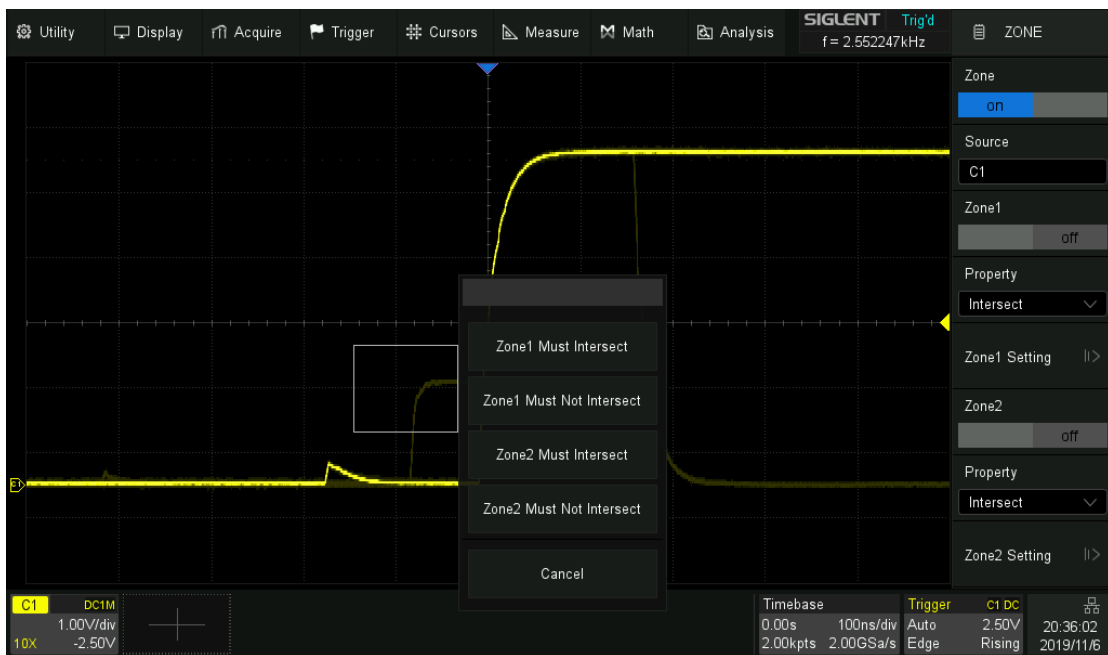 Utility Display Acquire Trigger Cursors Measure Math Analysis
SIGLENT Trig'd
f = 2.552247kHz
ZONE
Zone
on
Source
C1
Zone1
off
Property
Intersect
Zone1 Setting
Zone2
off
Property
Intersect
Zone2 Setting
Zone1 Must Intersect
Zone1 Must Not Intersect
Zone2 Must Intersect
Zone2 Must Not Intersect
Cancel
C1
C1 DC1M
1.00V/div
10X -2.50V
Timebase
0.00s 100ns/div
2.00kpts 2.00GSa/s
Trigger C1 DC
Auto 2.50V
Edge Rising
20:36:02
2019/11/6